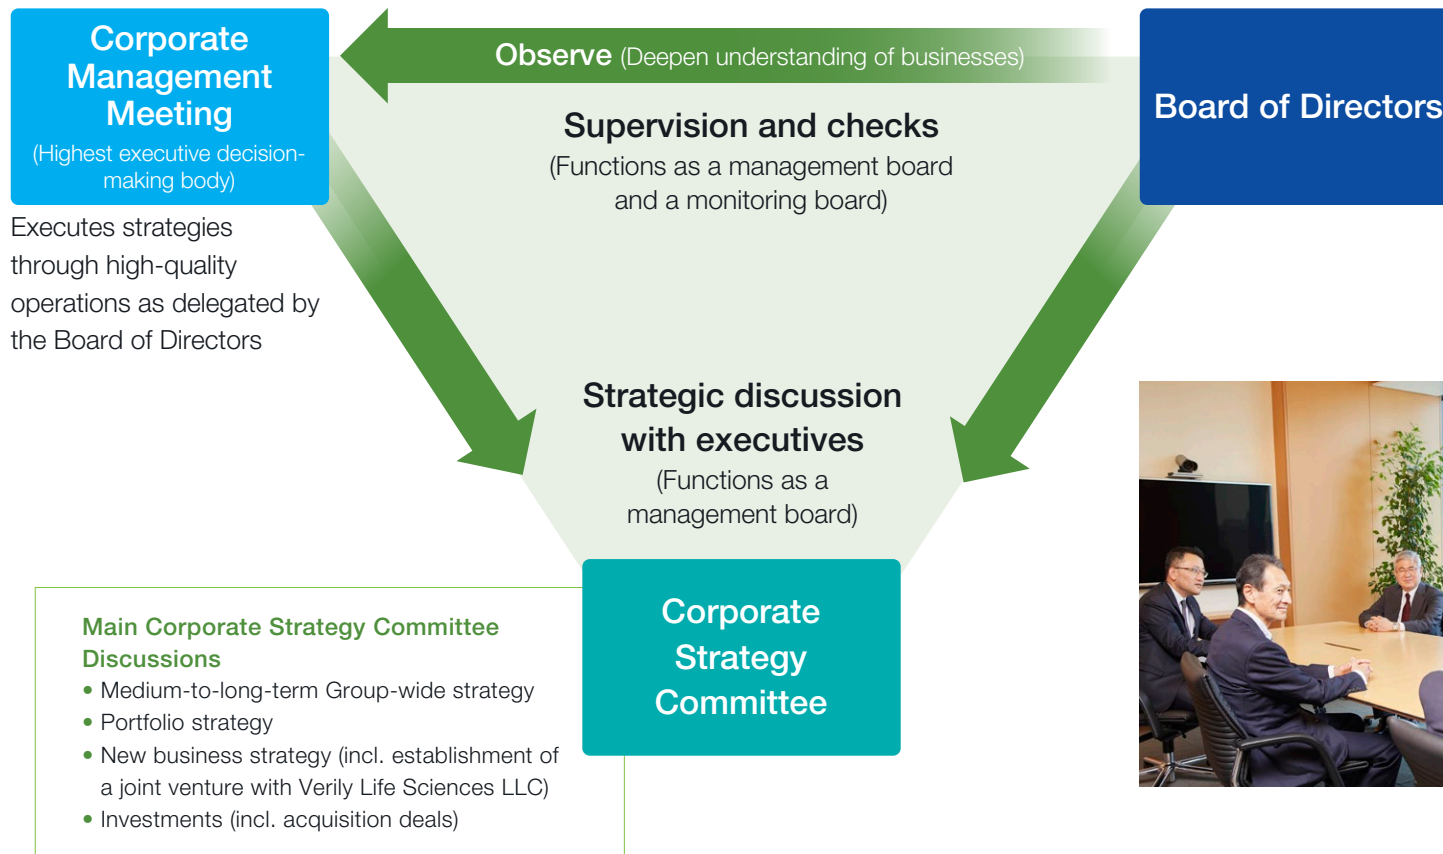 Corporate
Management
Meeting
(Highest executive decision-
making body)
Executes strategies
through high-quality
operations as delegated by
the Board of Directors
Observe (Deepen understanding of businesses)
Board of Directors
Supervision and checks
(Functions as a management board
and a monitoring board)
Strategic discussion
with executives
(Functions as a
management board)
Corporate
Strategy
Committee
Main Corporate Strategy Committee
Discussions
• Medium-to-long-term Group-wide strategy
• Portfolio strategy
• New business strategy (incl. establishment of
a joint venture with Verily Life Sciences LLC)
• Investments (incl. acquisition deals)